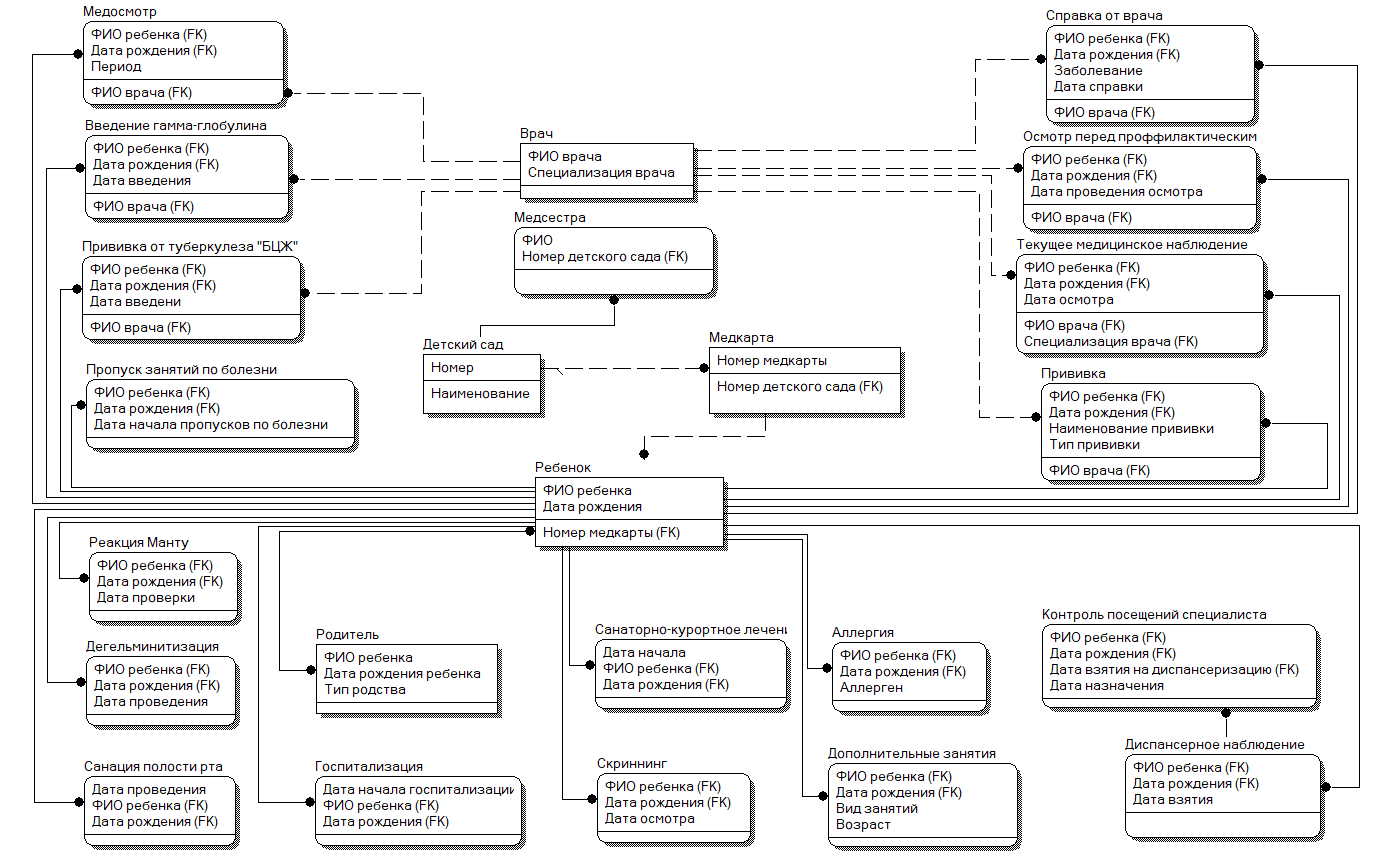 Медосмотр
ФИО ребенка (FK)
Дата рождения (FK)
Период
ФИО врача (FK)
Введение гамма-глобулина
ФИО ребенка (FK)
Дата рождения (FK)
Дата введения
ФИО врача (FK)
Прививка от туберкулеза "БЦЖ"
ФИО ребенка (FK)
Дата рождения (FK)
Дата введени
ФИО врача (FK)
Пропуск занятий по болезни
ФИО ребенка (FK)
Дата рождения (FK)
Дата начала пропусков по болезни
Врач
ФИО врача
Специализация врача
Медсестра
ФИО
Номер детского сада (FK)
Детский сад
Номер
Наименование
Медкарта
Номер медкарты
Номер детского сада (FK)
Справка от врача
ФИО ребенка (FK)
Дата рождения (FK)
Заболевание
Дата справки
ФИО врача (FK)
Осмотр перед проффилактическим
ФИО ребенка (FK)
Дата рождения (FK)
Дата проведения осмотра
ФИО врача (FK)
Текущее медицинское наблюдение
ФИО ребенка (FK)
Дата рождения (FK)
Дата осмотра
ФИО врача (FK)
Специализация врача (FK)
Прививка
ФИО ребенка (FK)
Дата рождения (FK)
Наименование прививки
Тип прививки
ФИО врача (FK)
Ребенок
ФИО ребенка
Дата рождения
Номер медкарты (FK)
Реакция Манту
ФИО ребенка (FK)
Дата рождения (FK)
Дата проверки
Дегельминитизация
ФИО ребенка (FK)
Дата рождения (FK)
Дата проведения
Санация полости рта
Дата проведения
ФИО ребенка (FK)
Дата рождения (FK)
Родитель
ФИО ребенка
Дата рождения ребенка
Тип родства
Госпитализация
Дата начала госпитализации
ФИО ребенка (FK)
Дата рождения (FK)
Санаторно-курортное лечени
Дата начала
ФИО ребенка (FK)
Дата рождения (FK)
Скриннинг
ФИО ребенка (FK)
Дата рождения (FK)
Дата осмотра
Аллергия
ФИО ребенка (FK)
Дата рождения (FK)
Аллерген
Дополнительные занятия
ФИО ребенка (FK)
Дата рождения (FK)
Вид занятий
Возраст
Контроль посещений специалиста
ФИО ребенка (FK)
Дата рождения (FK)
Дата взятия на диспансеризацию (FK)
Дата назначения
Диспансерное наблюдение
ФИО ребенка (FK)
Дата рождения (FK)
Дата взятия